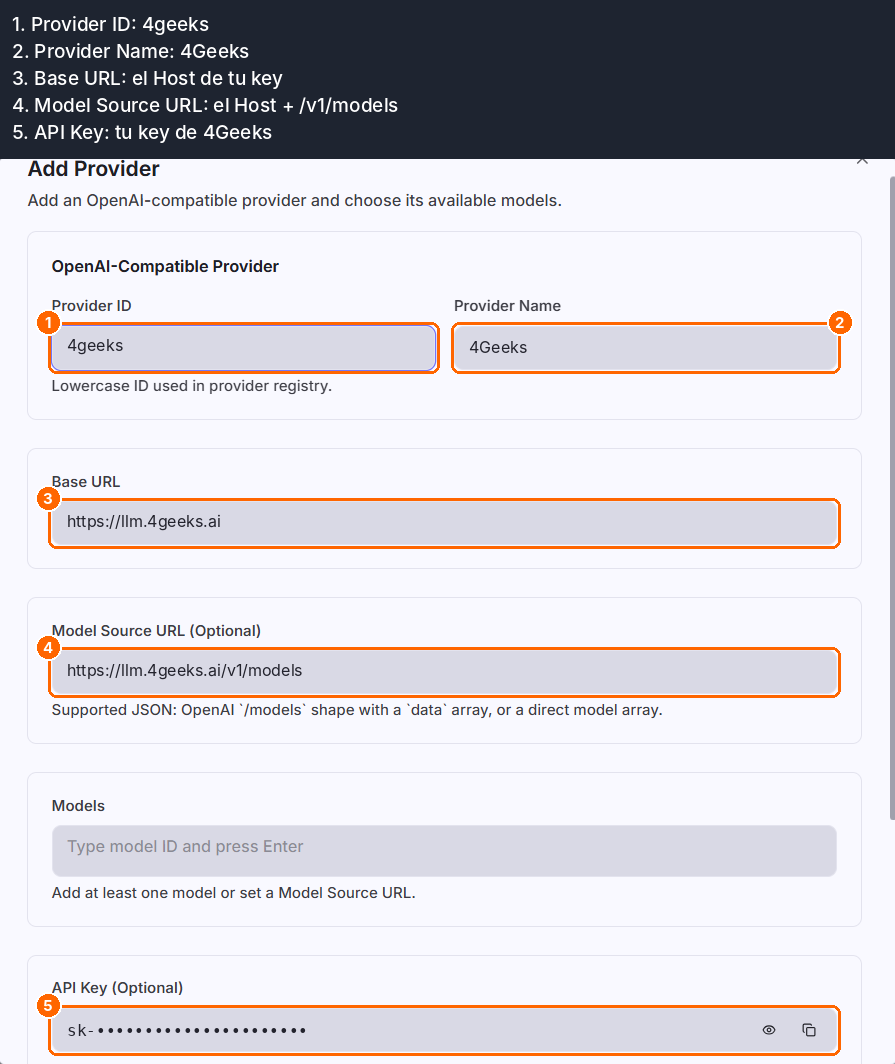 1. Provider ID: 4geeks
2. Provider Name: 4Geeks
3. Base URL: el Host de tu key
4. Model Source URL: el Host + /v1/models
5. API Key: tu key de 4Geeks
Add Provider
Add an OpenAI-compatible provider and choose its available models.
OpenAI-Compatible Provider
Provider ID
Provider Name
1
2
4geeks
4Geeks
Lowercase ID used in provider registry.
Base URL
3
https://llm.4geeks.ai
Model Source URL (Optional)
4
https://llm.4geeks.ai/v1/models
Supported JSON: OpenAI `/models` shape with a `data` array, or a direct model array.
Models
Type model ID and press Enter
Add at least one model or set a Model Source URL.
API Key (Optional)
5
sk-••••••••••••••••••••••